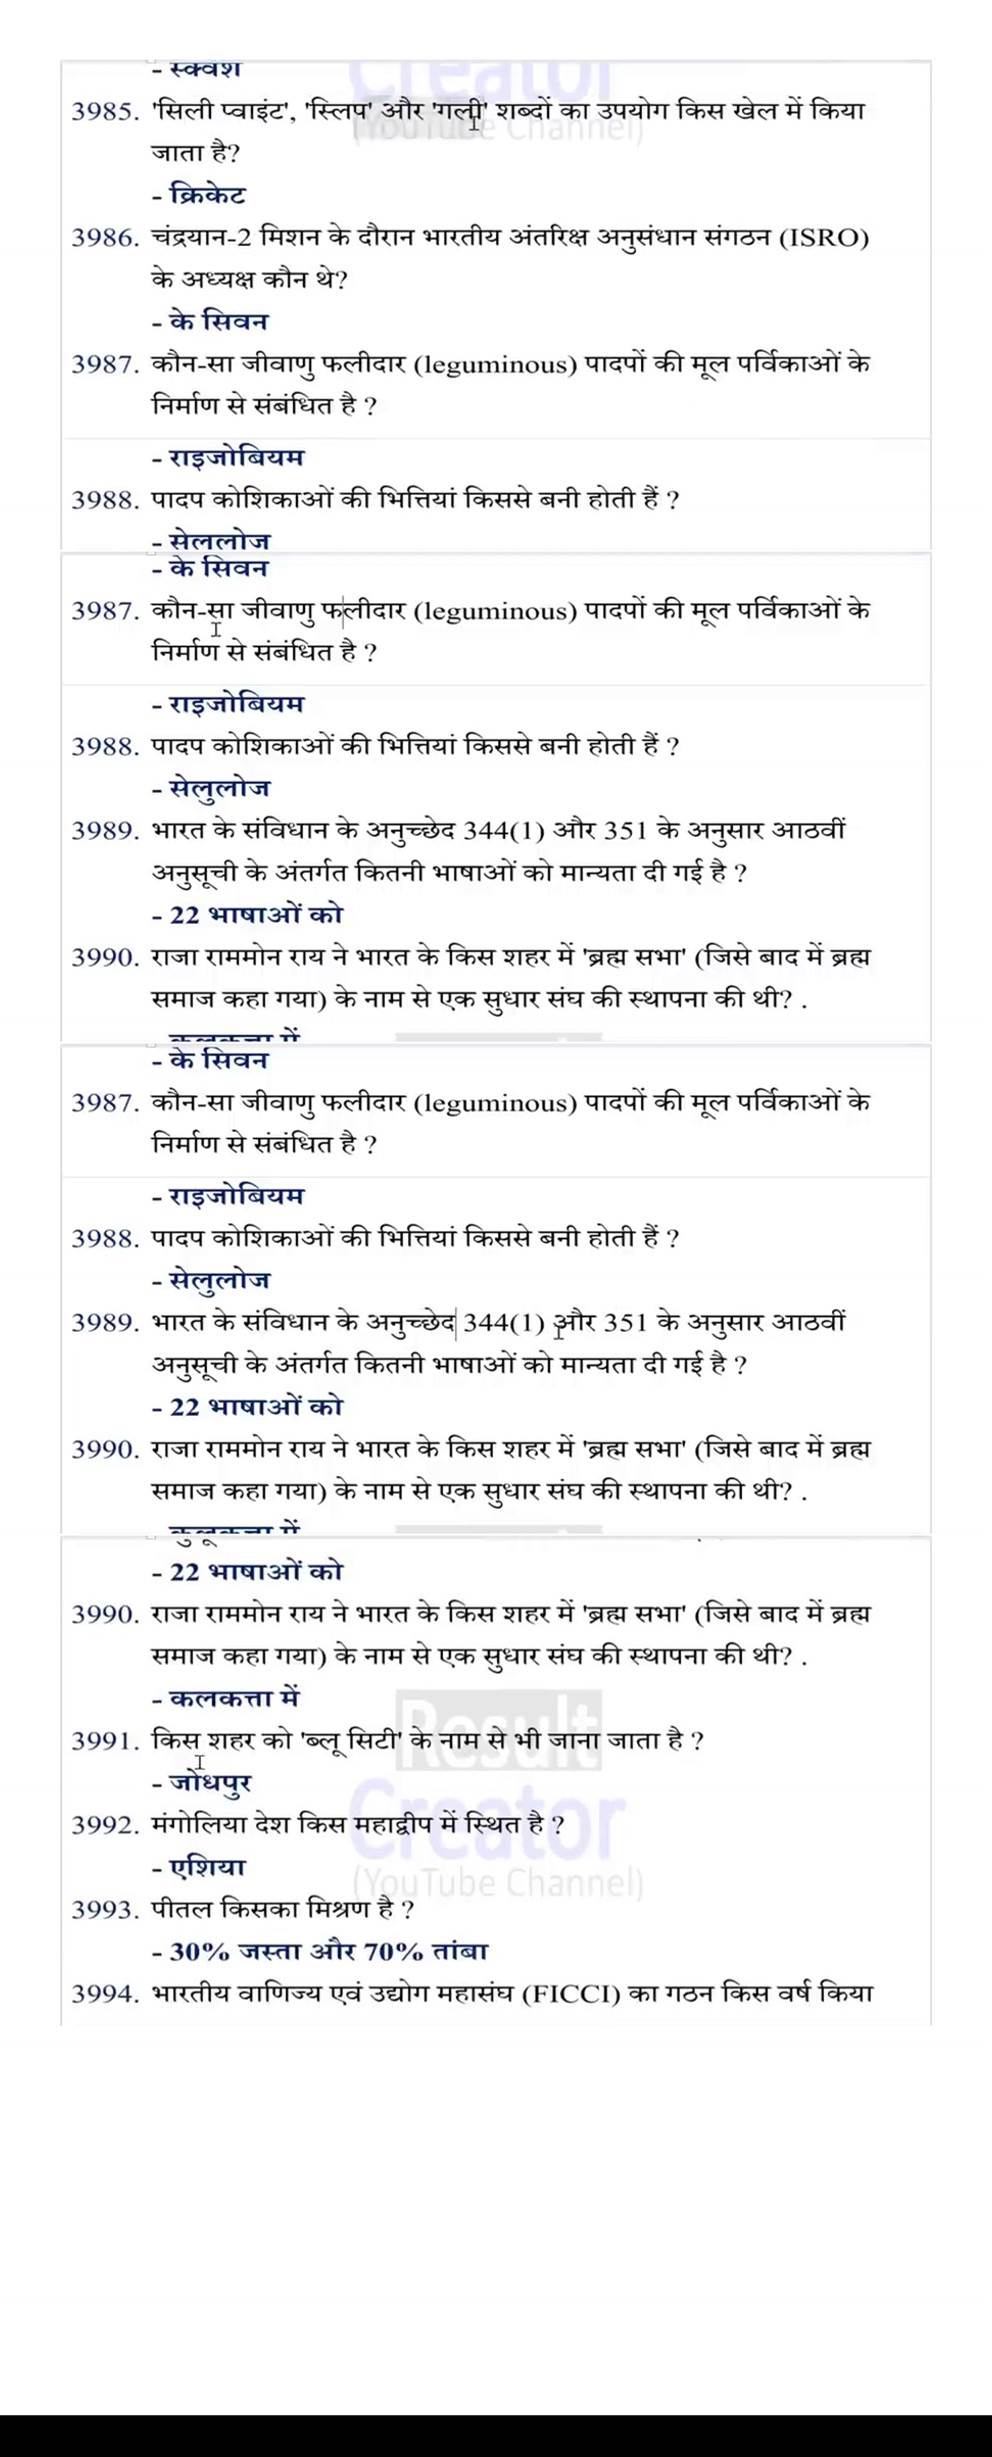 - स्क्वैश
3985. 'सिली प्वाइंट', 'स्लिप' और 'गली' शब्दों का उपयोग किस खेल में किया
जाता है?
- क्रिकेट
3986. चंद्रयान-2 मिशन के दौरान भारतीय अंतरिक्ष अनुसंधान संगठन (ISRO)
के अध्यक्ष कौन थे?
- के सिवन
3987. कौन-सा जीवाणु फलीदार (leguminous) पादपों की मूल पर्विकाओं के
निर्माण से संबंधित है ?
- राइजोबियम
3988. पादप कोशिकाओं की भित्तियां किससे बनी होती हैं ?
- सेललोज
- के सिवन
3987. कौन-सा जीवाणु फलीदार (leguminous) पादपों की मूल पर्विकाओं के
निर्माण से संबंधित है ?
- राइजोबियम
3988. पादप कोशिकाओं की भित्तियां किससे बनी होती हैं ?
- सेलुलोज
3989. भारत के संविधान के अनुच्छेद 344(1) और 351 के अनुसार आठवीं
अनुसूची के अंतर्गत कितनी भाषाओं को मान्यता दी गई है ?
- 22 भाषाओं को
3990. राजा राममोन राय ने भारत के किस शहर में 'ब्रह्म सभा' (जिसे बाद में ब्रह्म
समाज कहा गया) के नाम से एक सुधार संघ की स्थापना की थी? .
- के सिवन
3987. कौन-सा जीवाणु फलीदार (leguminous) पादपों की मूल पर्विकाओं के
निर्माण से संबंधित है ?
- राइजोबियम
3988. पादप कोशिकाओं की भित्तियां किससे बनी होती हैं ?
- सेलुलोज
3989. भारत के संविधान के अनुच्छेद 344(1) और 351 के अनुसार आठवीं
अनुसूची के अंतर्गत कितनी भाषाओं को मान्यता दी गई है ?
- 22 भाषाओं को
3990. राजा राममोन राय ने भारत के किस शहर में 'ब्रह्म सभा' (जिसे बाद में ब्रह्म
समाज कहा गया) के नाम से एक सुधार संघ की स्थापना की थी? .
- 22 भाषाओं को
3990. राजा राममोन राय ने भारत के किस शहर में 'ब्रह्म सभा' (जिसे बाद में ब्रह्म
समाज कहा गया) के नाम से एक सुधार संघ की स्थापना की थी? .
- कलकत्ता में
Result
3991. किस शहर को 'ब्लू सिटी' के नाम से भी जाना जाता है ?
- जोधपुर
Creator
3992. मंगोलिया देश किस महाद्वीप में स्थित है ?
- एशिया
(YouTube Channel)
3993. पीतल किसका मिश्रण है ?
- 30% जस्ता और 70% तांबा
3994. भारतीय वाणिज्य एवं उद्योग महासंघ (FICCI) का गठन किस वर्ष किया